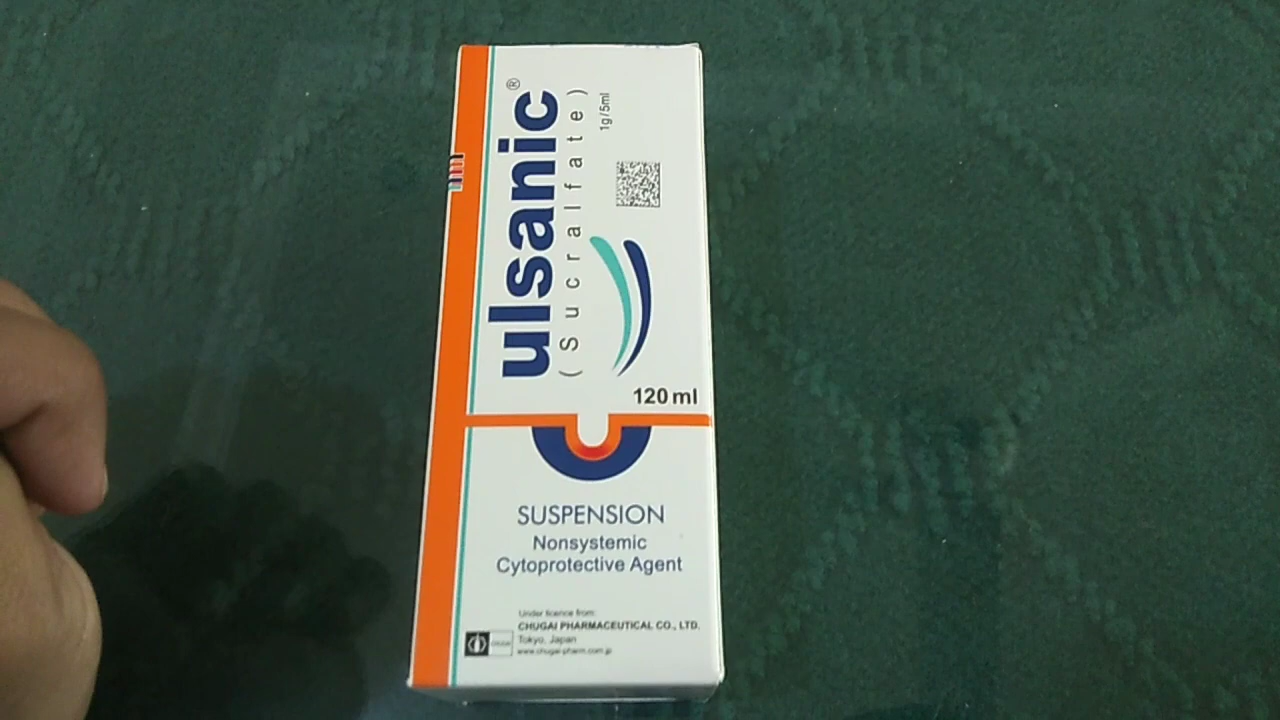 ulsanic®
(Sucralfate)
1g/5ml
120 ml
SUSPENSION
Nonsystemic
Cytoprotective Agent
Under licence from:
CHUGAI PHARMACEUTICAL CO., LTD.
Tokyo, Japan
www.chugai-pharm.co.jp
CHUGAI